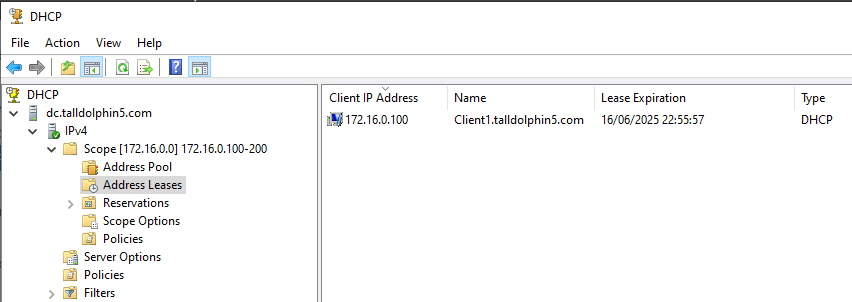 DHCP
File Action View Help
DHCP
dc.talldolphin5.com
IPv4
Scope [172.16.0.0] 172.16.0.100-200
Address Pool
Address Leases
Reservations
Scope Options
Policies
Server Options
Policies
Filters
Client IP Address Name Lease Expiration Type
172.16.0.100 Client1.talldolphin5.com 16/06/2025 22:55:57 DHCP